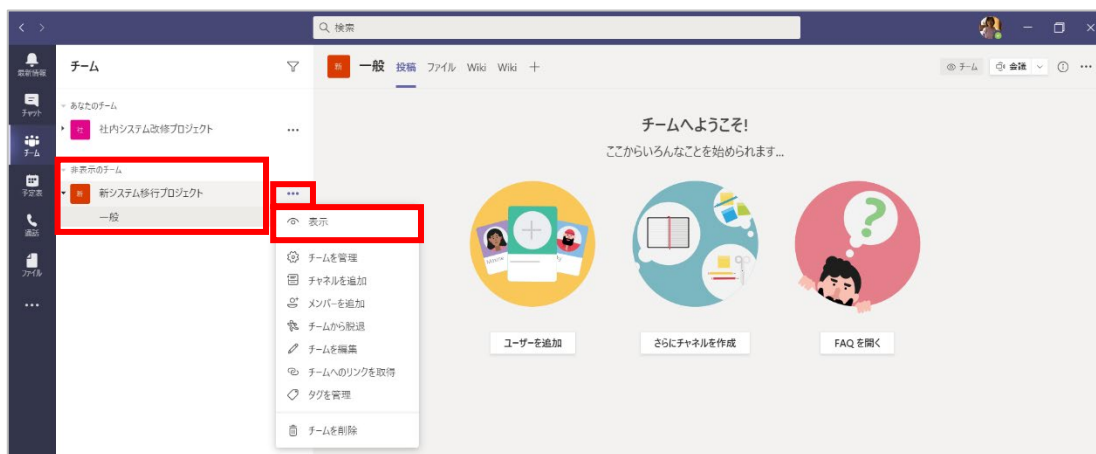 検索
最新情報
チャット
チーム
予定表
通話
ファイル
チーム
あなたのチーム
社内システム改修プロジェクト
非表示のチーム
新 新システム移行プロジェクト
一般
表示
チームを管理
チャネルを追加
メンバーを追加
チームから脱退
チームを編集
チームへのリンクを取得
タグを管理
チームを削除
新 一般 投稿 ファイル Wiki Wiki
チーム 会議
チームへようこそ!
ここからいろんなことを始められます...
ユーザーを追加 さらにチャネルを作成 FAQ を開く